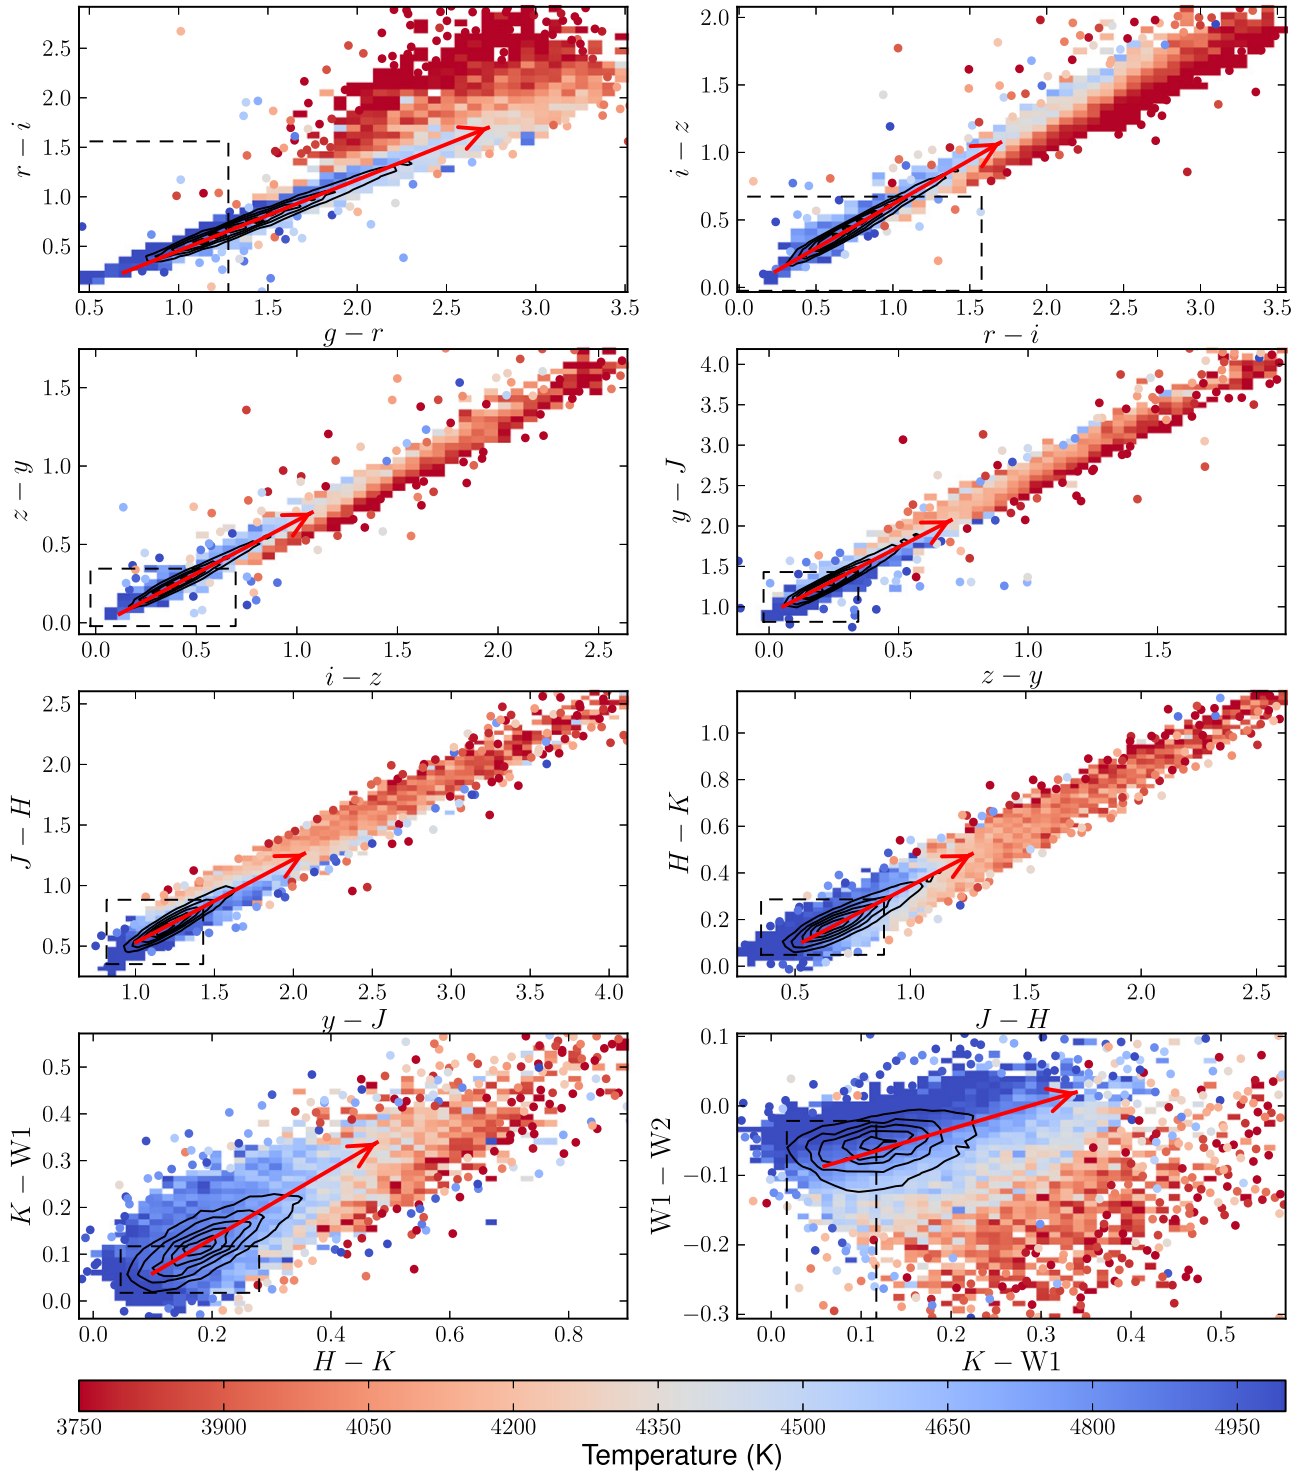 2.5
2.0
1.5
1.0
0.5
r − i
0.5 1.0 1.5 2.0 2.5 3.0 3.5
g − r
2.0
1.5
1.0
0.5
0.0
i − z
0.0 0.5 1.0 1.5 2.0 2.5 3.0 3.5
r − i
1.5
1.0
0.5
0.0
z − y
0.0 0.5 1.0 1.5 2.0 2.5
i − z
4.0
3.5
3.0
2.5
2.0
1.5
1.0
y − J
0.0 0.5 1.0 1.5
z − y
2.5
2.0
1.5
1.0
0.5
J − H
1.0 1.5 2.0 2.5 3.0 3.5 4.0
y − J
1.0
0.8
0.6
0.4
0.2
0.0
H − K
0.5 1.0 1.5 2.0 2.5
J − H
0.5
0.4
0.3
0.2
0.1
0.0
K − W1
0.0 0.2 0.4 0.6 0.8
H − K
0.1
0.0
−0.1
−0.2
−0.3
W1 − W2
0.0 0.1 0.2 0.3 0.4 0.5
K − W1
3750 3900 4050 4200 4350 4500 4650 4800 4950
Temperature (K)